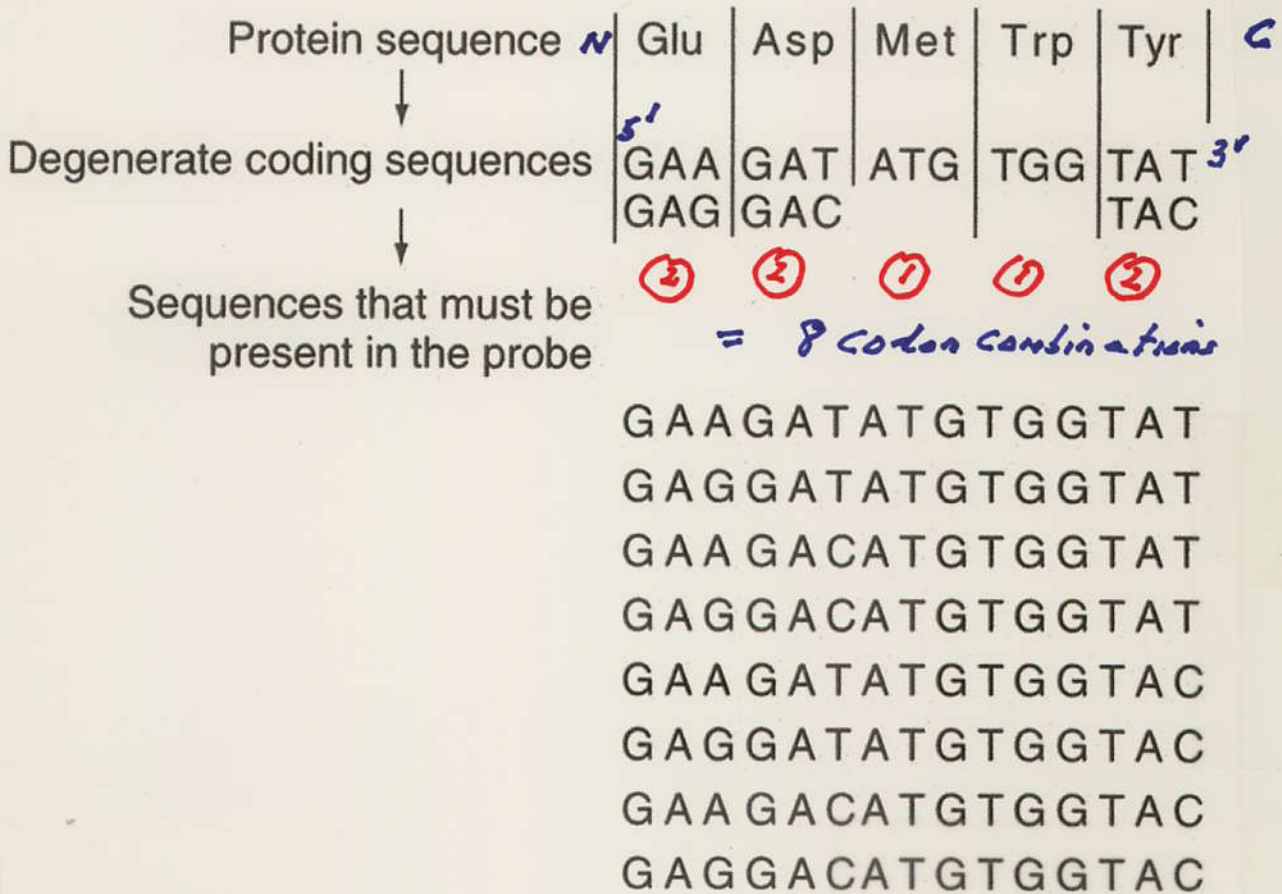 Protein sequence N Glu Asp Met Trp Tyr C
5'
Degenerate coding sequences GAA GAT ATG TGG TAT 3'
GAG GAC TAC
2 2 1 1 2
Sequences that must be
present in the probe
= 8 codon combinations
GAAGATATGTGGTAT
GAGGATATGTGGTAT
GAAGACATGTGGTAT
GAGGACATGTGGTAT
GAAGATATGTGGTAC
GAGGATATGTGGTAC
GAAGACATGTGGTAC
GAGGACATGTGGTAC